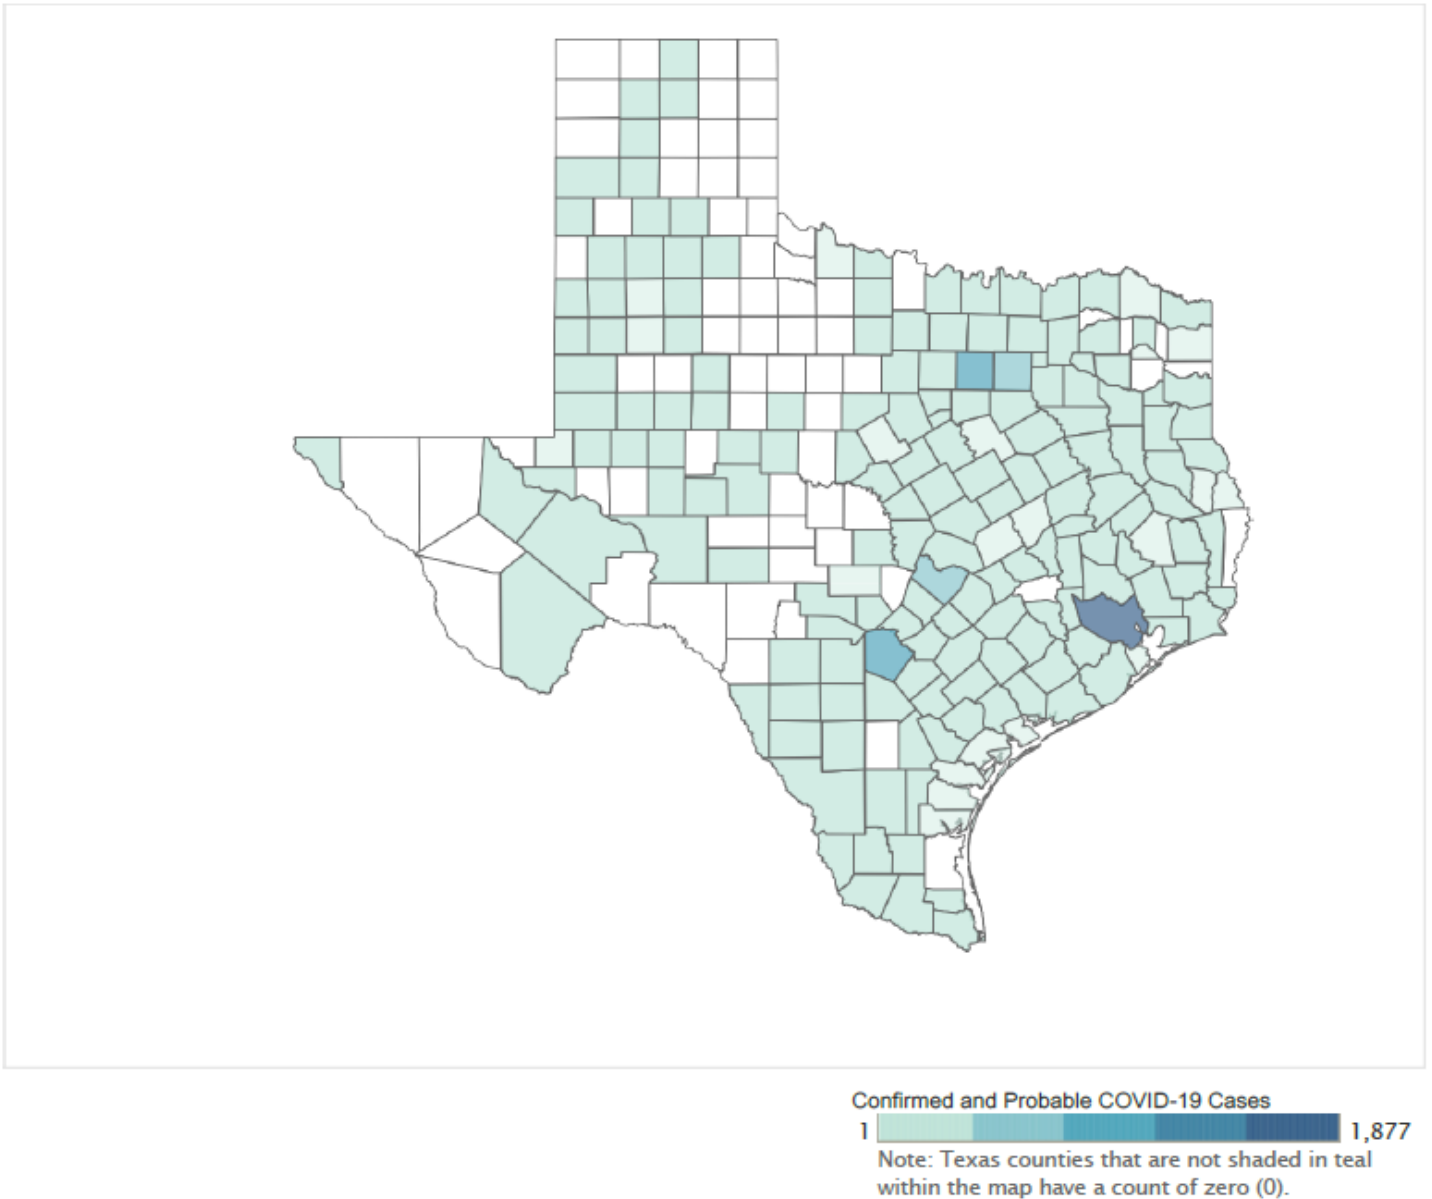 Confirmed and Probable COVID-19 Cases
1 1,877
Note: Texas counties that are not shaded in teal
within the map have a count of zero (0).